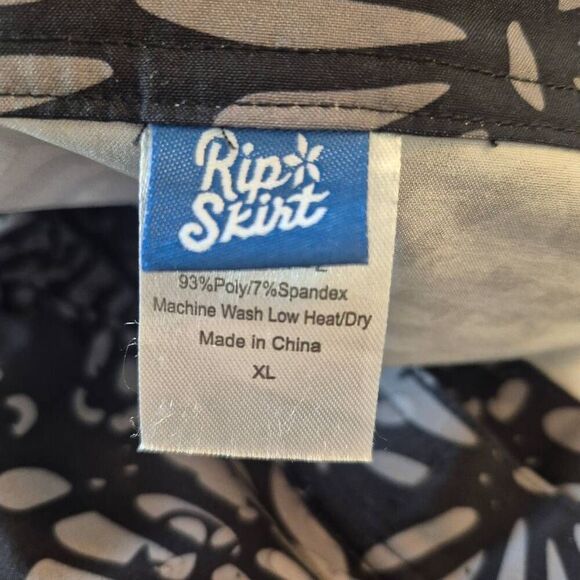 Rip
Skirt
93%Poly/7%Spandex
Machine Wash Low Heat/Dry
Made in China
XL